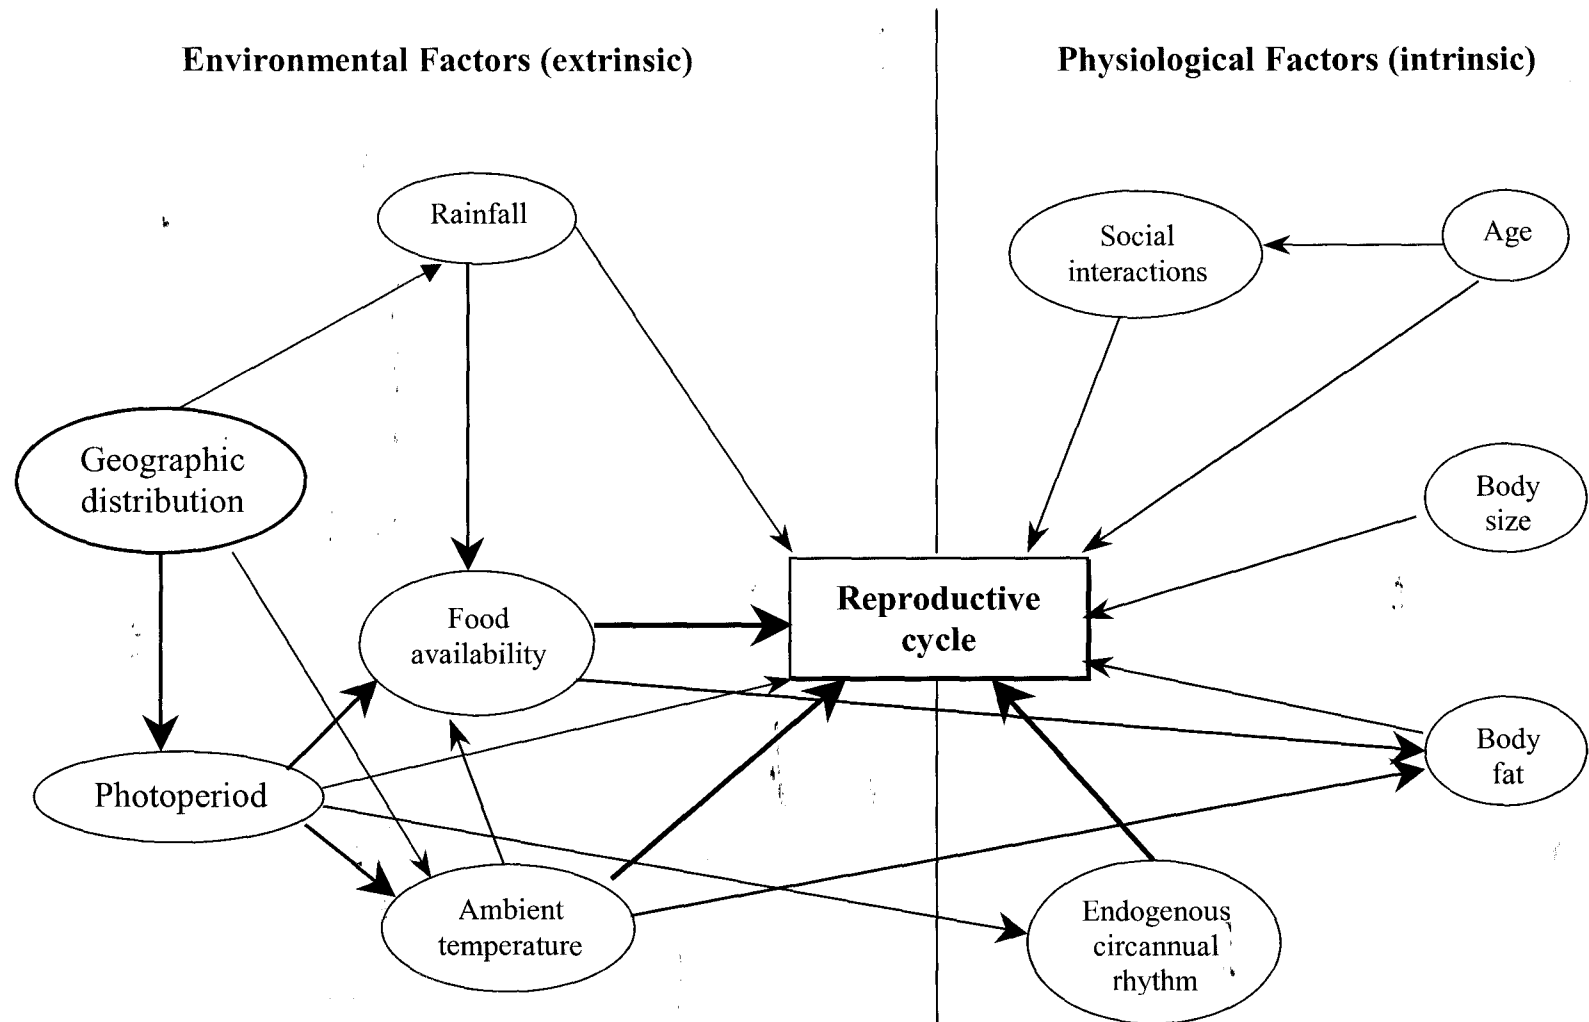 Environmental Factors (extrinsic)
Physiological Factors (intrinsic)
Rainfall
Social
interactions
Age
Geographic
distribution
Body
size
Reproductive
cycle
Food
availability
Body
fat
Photoperiod
Ambient
temperature
Endogenous
circannual
rhythm